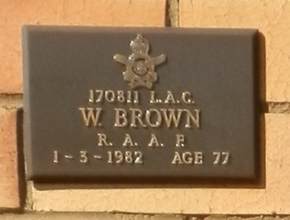 170811 L.A.C.
W. BROWN
R. A. A. F.
1-3-1982 AGE 77